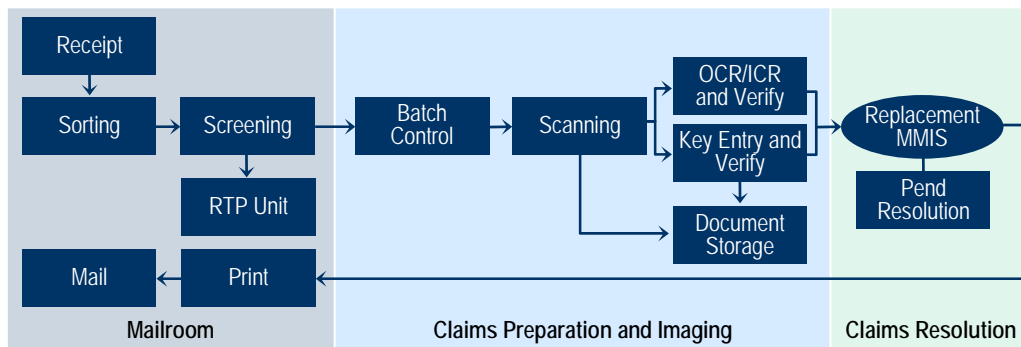 Receipt
Sorting
Screening
RTP Unit
Mail
Print
Mailroom
Batch
Control
Scanning
OCR/ICR
and Verify
Key Entry and
Verify
Document
Storage
Claims Preparation and Imaging
Replacement
MMIS
Pend
Resolution
Claims Resolution